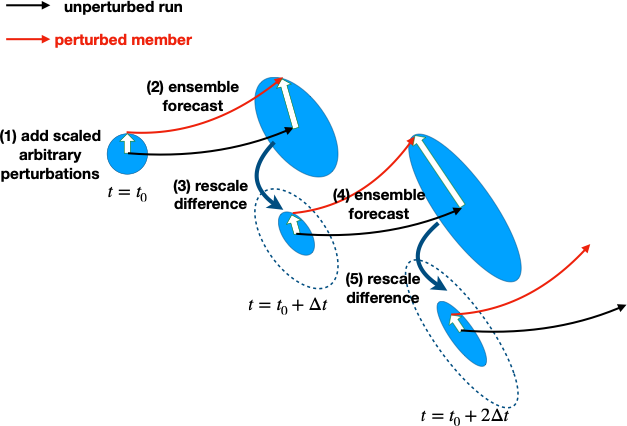 unperturbed run
perturbed member
(2) ensemble
forecast
(1) add scaled
arbitrary
perturbations
t = t₀
(3) rescale
difference
(4) ensemble
forecast
t = t₀ + Δt
(5) rescale
difference
t = t₀ + 2Δt